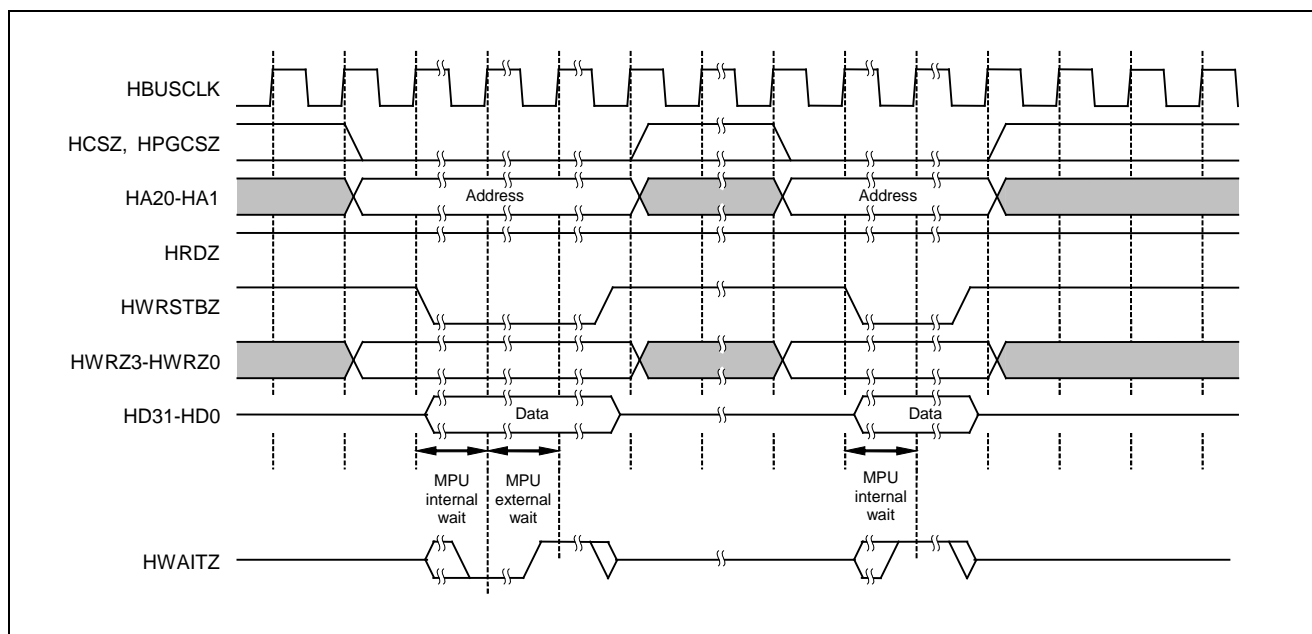 HBUSCLK
HCSZ, HPGCSZ
HA20-HA1
Address
Address
HRDZ
HWRSTBZ
HWRZ3-HWRZ0
HD31-HD0
Data
Data
MPU
internal
wait
MPU
external
wait
MPU
internal
wait
HWAITZ